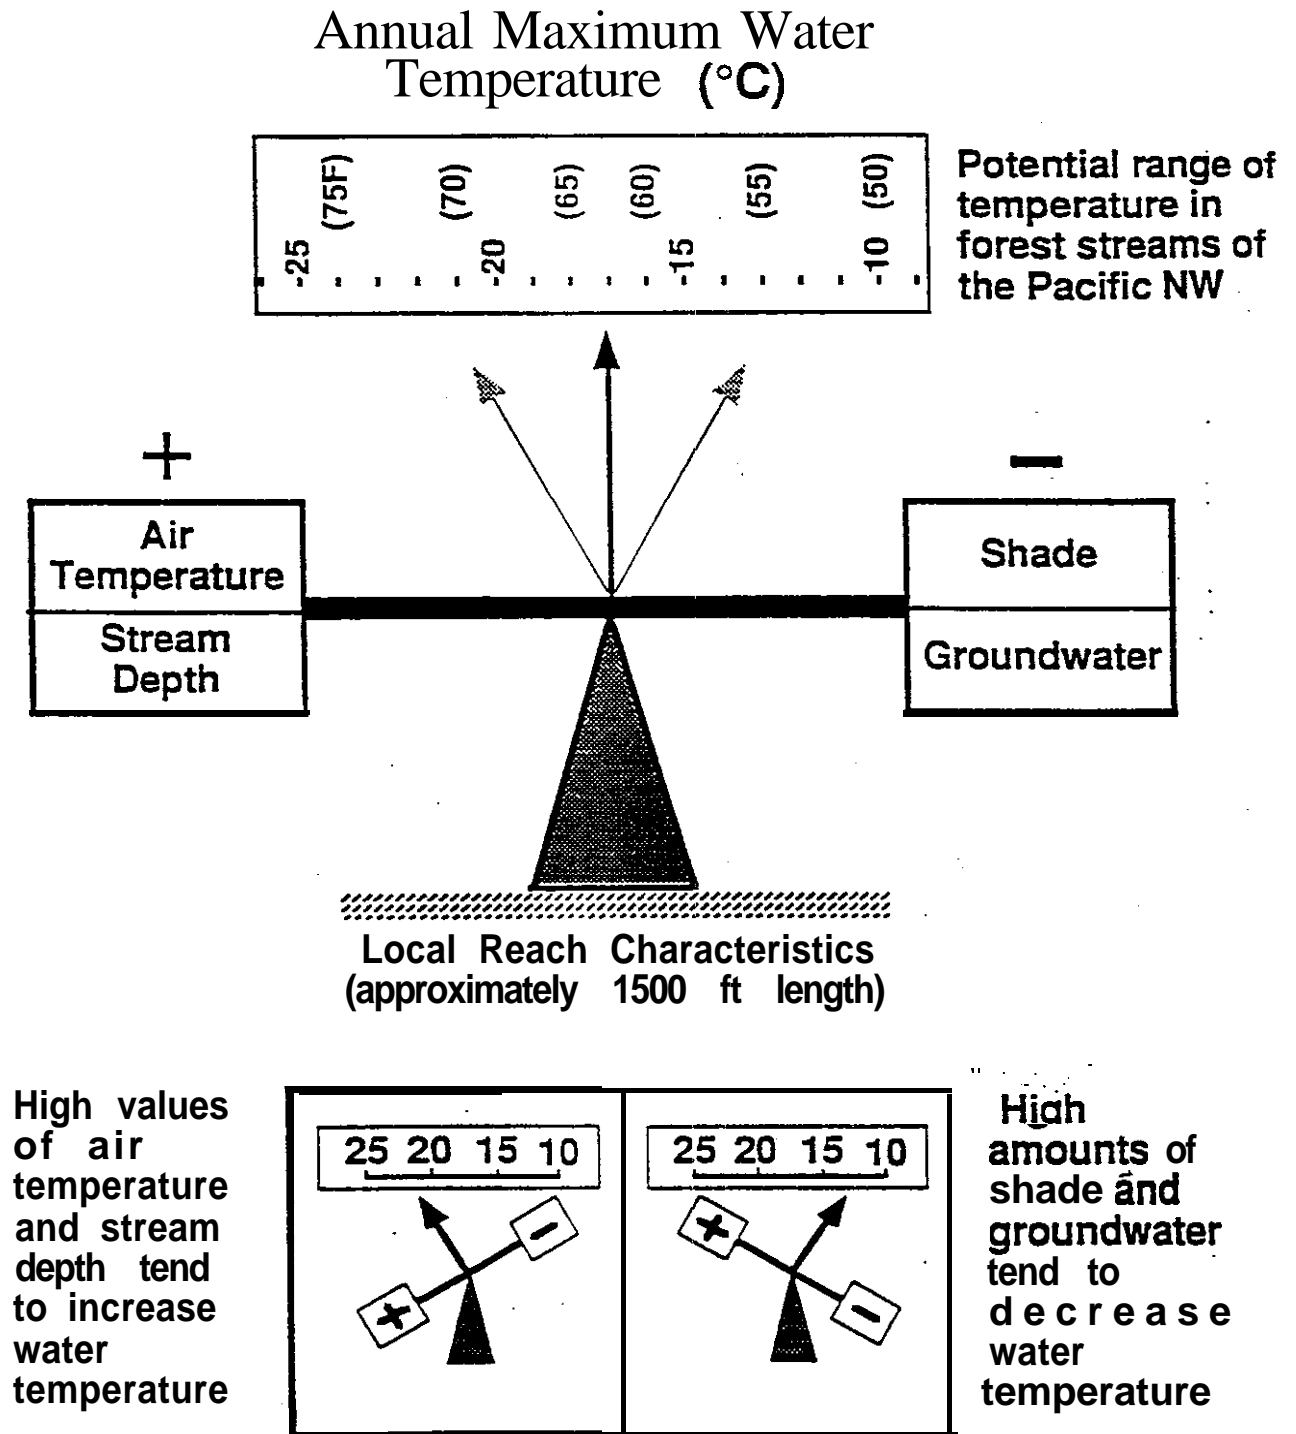 Annual Maximum Water
Temperature (°C)
(75F) (70) (65) (60) (55) (50)
-25 -20 -15 -10
Potential range of
temperature in
forest streams of
the Pacific NW
+
−
Air
Temperature
Stream
Depth
Shade
Groundwater
Local Reach Characteristics
(approximately 1500 ft length)
High values
of air
temperature
and stream
depth tend
to increase
water
temperature
25 20 15 10
+ −
25 20 15 10
+ −
High
amounts of
shade and
groundwater
tend to
decrease
water
temperature